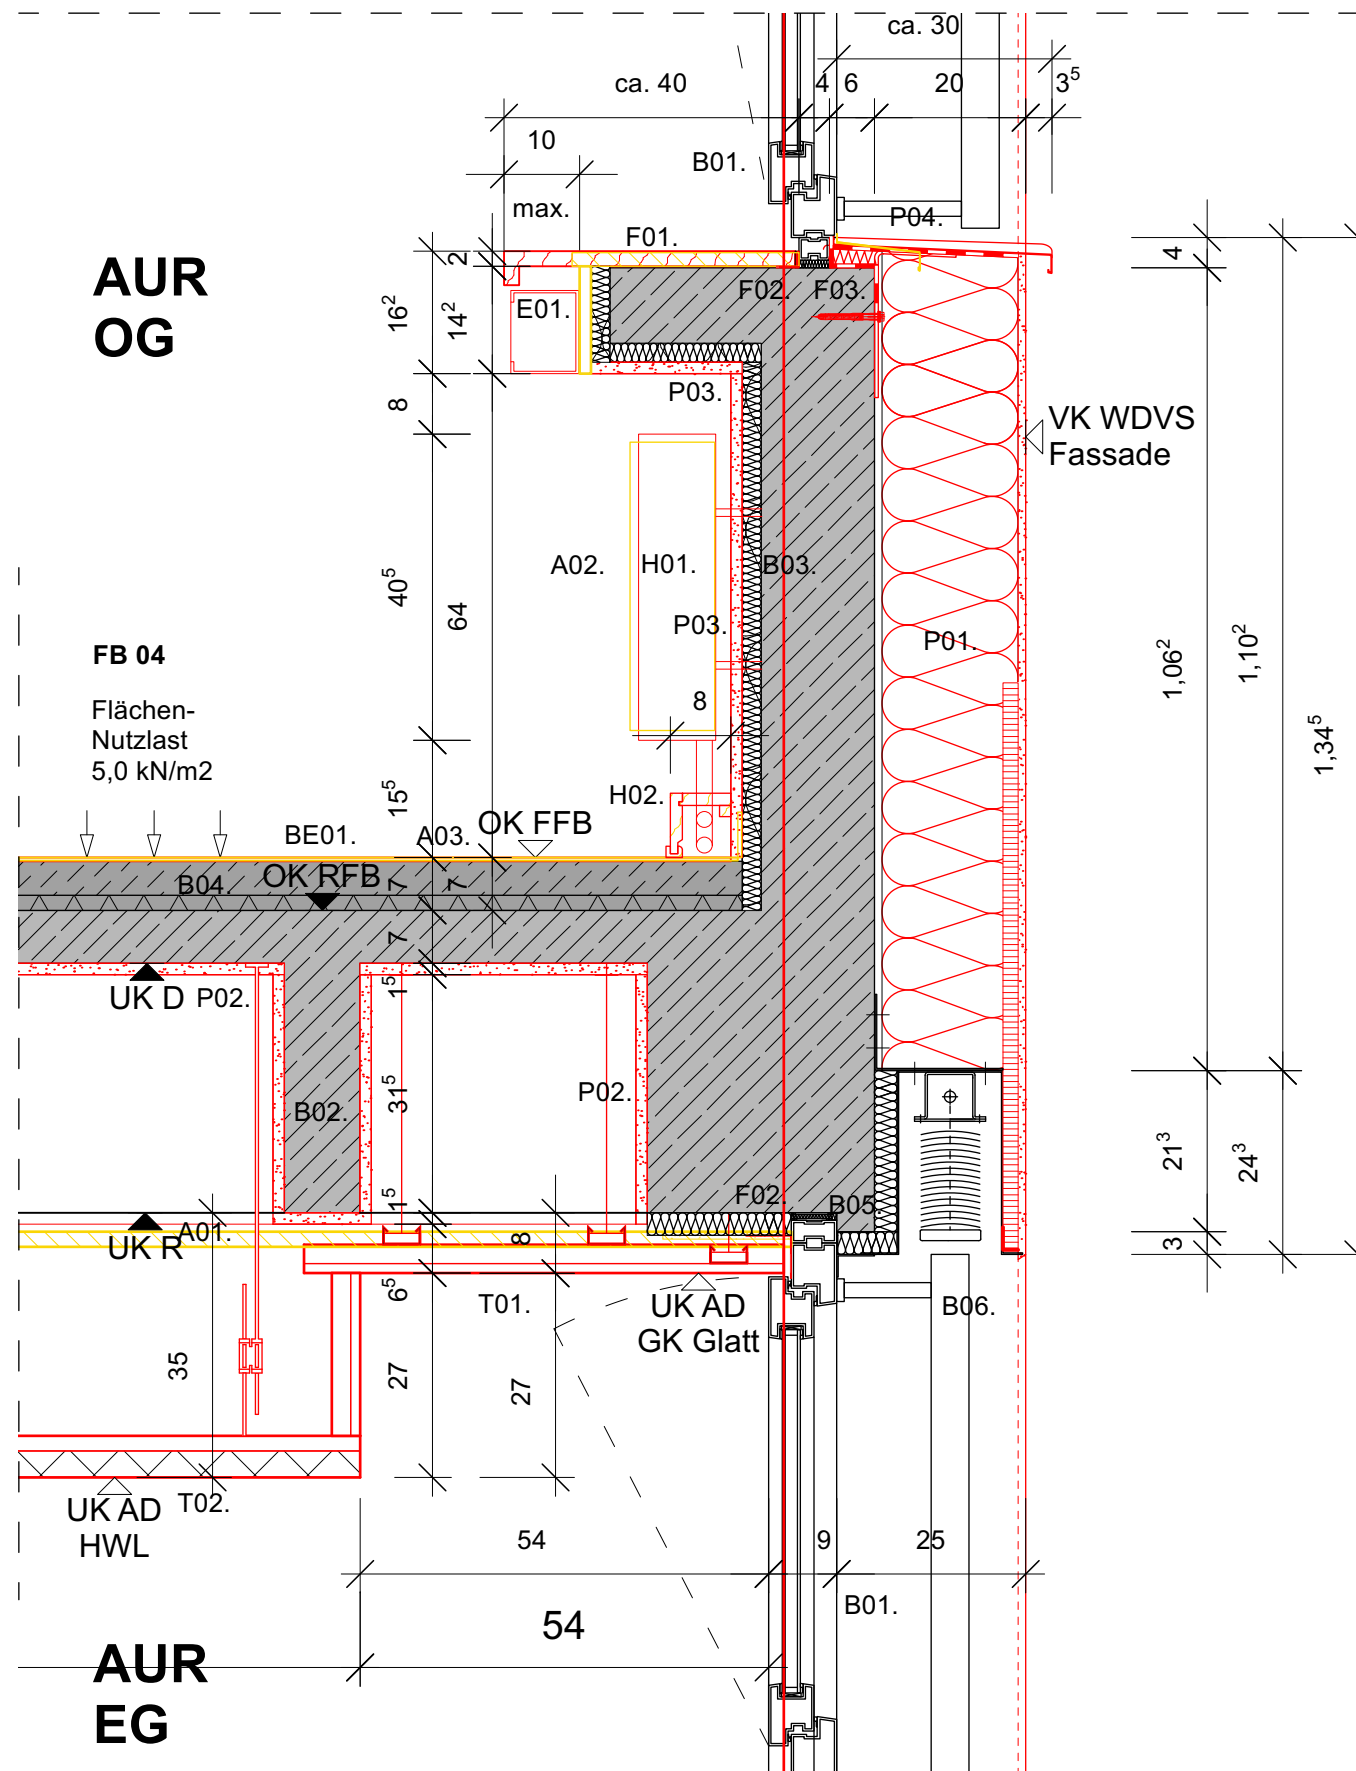 ca. 30
ca. 40
4
6
20
3⁵
10
B01.
max.
P04.
F01.
AUR
OG
2
4
16²
14²
E01.
F02.
F03.
8
P03.
VK WDVS
Fassade
40⁵
64
A02.
H01.
B03.
P03.
P01.
FB 04
Flächen-
Nutzlast
5,0 kN/m2
8
1,06²
1,10²
1,34⁵
15⁵
H02.
BE01.
A03.
OK FFB
B04.
OK RFB
7
7
7
UK D
P02.
1⁵
31⁵
B02.
P02.
21³
24³
1⁵
F02.
B05.
A01.
UK R
8
3
6⁵
T01.
UK AD
GK Glatt
B06.
35
27
27
UK AD
HWL
T02.
54
9
25
B01.
54
AUR
EG